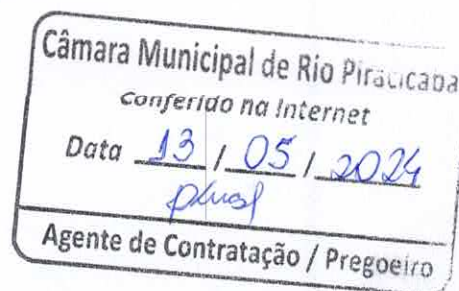 Câmara Municipal de Rio Piracicaba
Conferido na Internet
Data 13 / 05 / 2024
Agente de Contratação / Pregoeiro